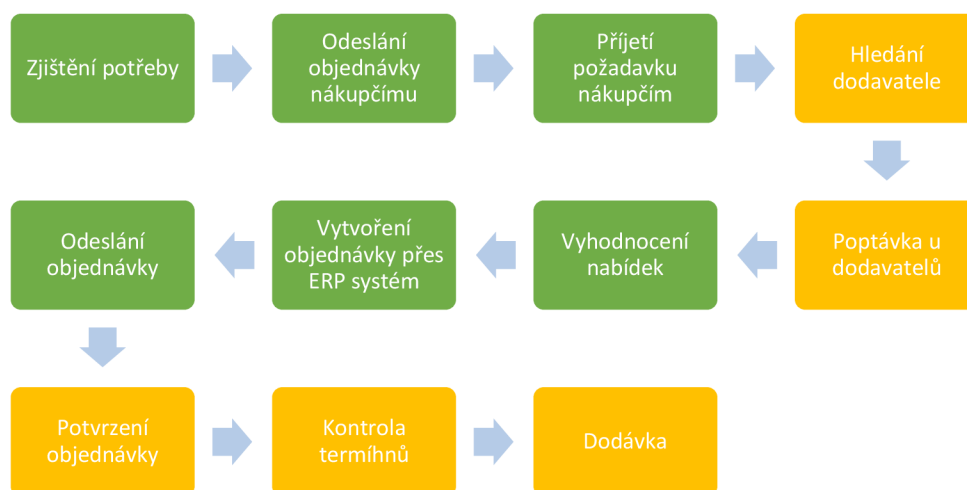 Zjištění potřeby
Odeslání
objednávky
nákupčímu
Příjetí
požadavku
nákupčím
Hledání
dodavatele
Poptávka u
dodavatelů
Vyhodnocení
nabídek
Vytvoření
objednávky přes
ERP systém
Odeslání
objednávky
Potvrzení
objednávky
Kontrola
termíhnů
Dodávka